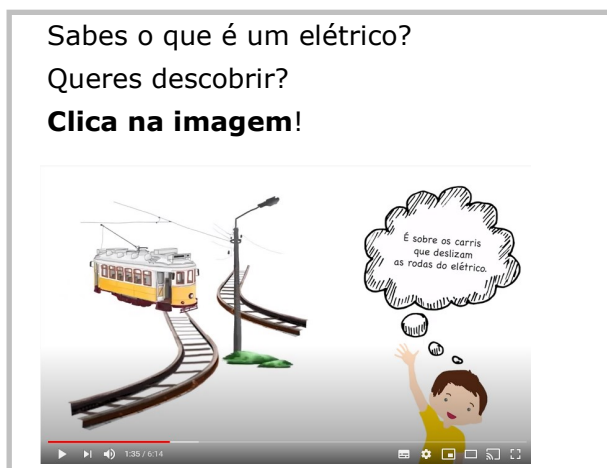 Sabes o que é um elétrico?
Queres descobrir?
Clica na imagem!
É sobre os carris
que deslizam
as rodas do elétrico.
1:35 / 6:14